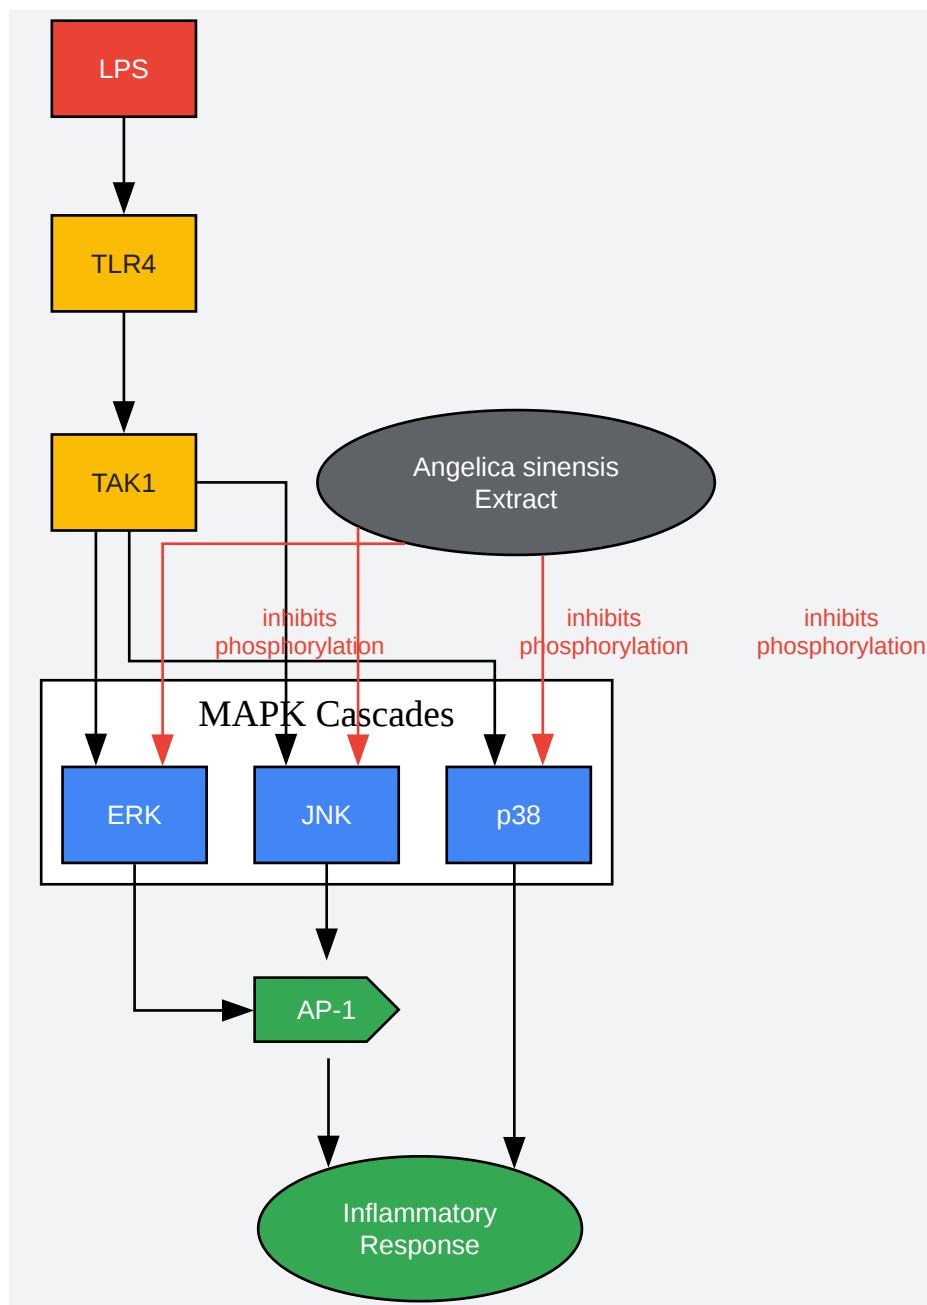 LPS
TLR4
TAK1
Angelica sinensis
Extract
inhibits
phosphorylation
inhibits
phosphorylation
inhibits
phosphorylation
MAPK Cascades
ERK
JNK
p38
AP-1
Inflammatory
Response